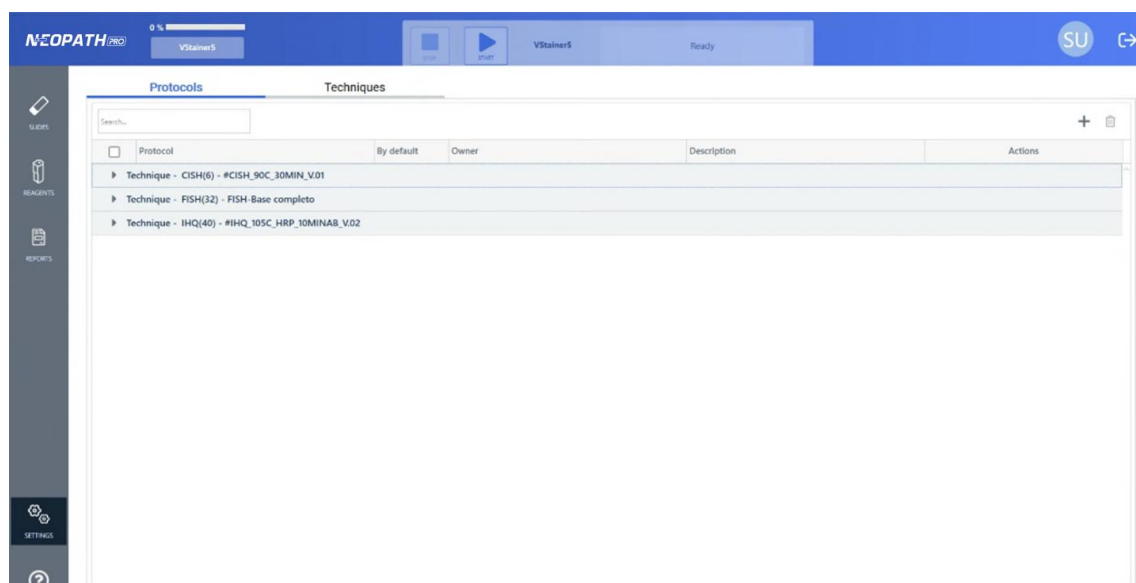 NEOPATH PRO
0 %
VStainer5
STOP
START
VStainer5
Ready
SU
SLIDES
REAGENTS
REPORTS
SETTINGS
Protocols
Techniques
Search...
Protocol
By default
Owner
Description
Actions
Technique - CISH(6) - #CISH_90C_30MIN_V.01
Technique - FISH(32) - FISH-Base completo
Technique - IHQ(40) - #IHQ_105C_HRP_10MINAB_V.02